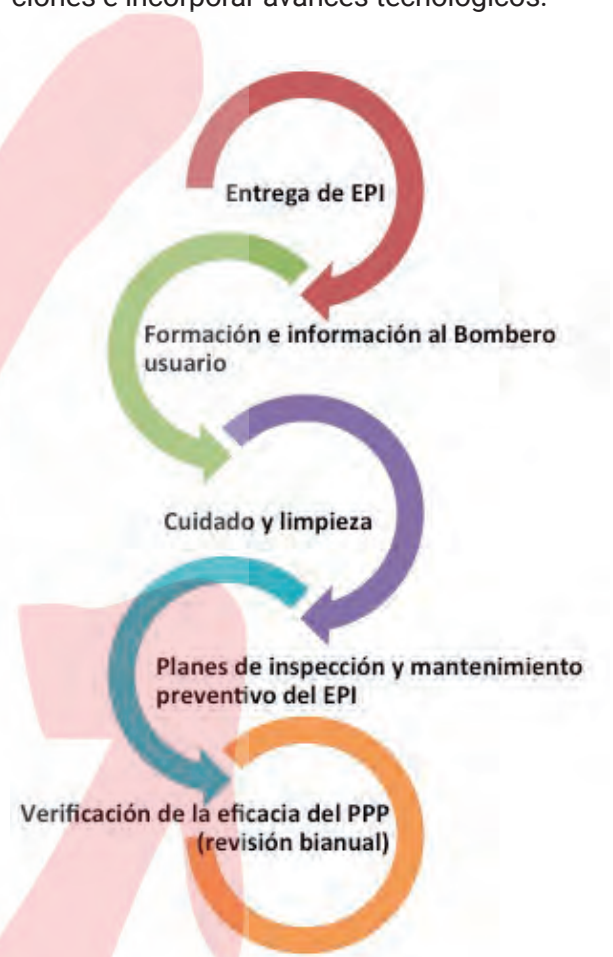 ciones e incorporar avances tecnológicos.
Entrega de EPI
Formación e información al Bombero
usuario
Cuidado y limpieza
Planes de inspección y mantenimiento
preventivo del EPI
Verificación de la eficacia del PPP
(revisión bianual)